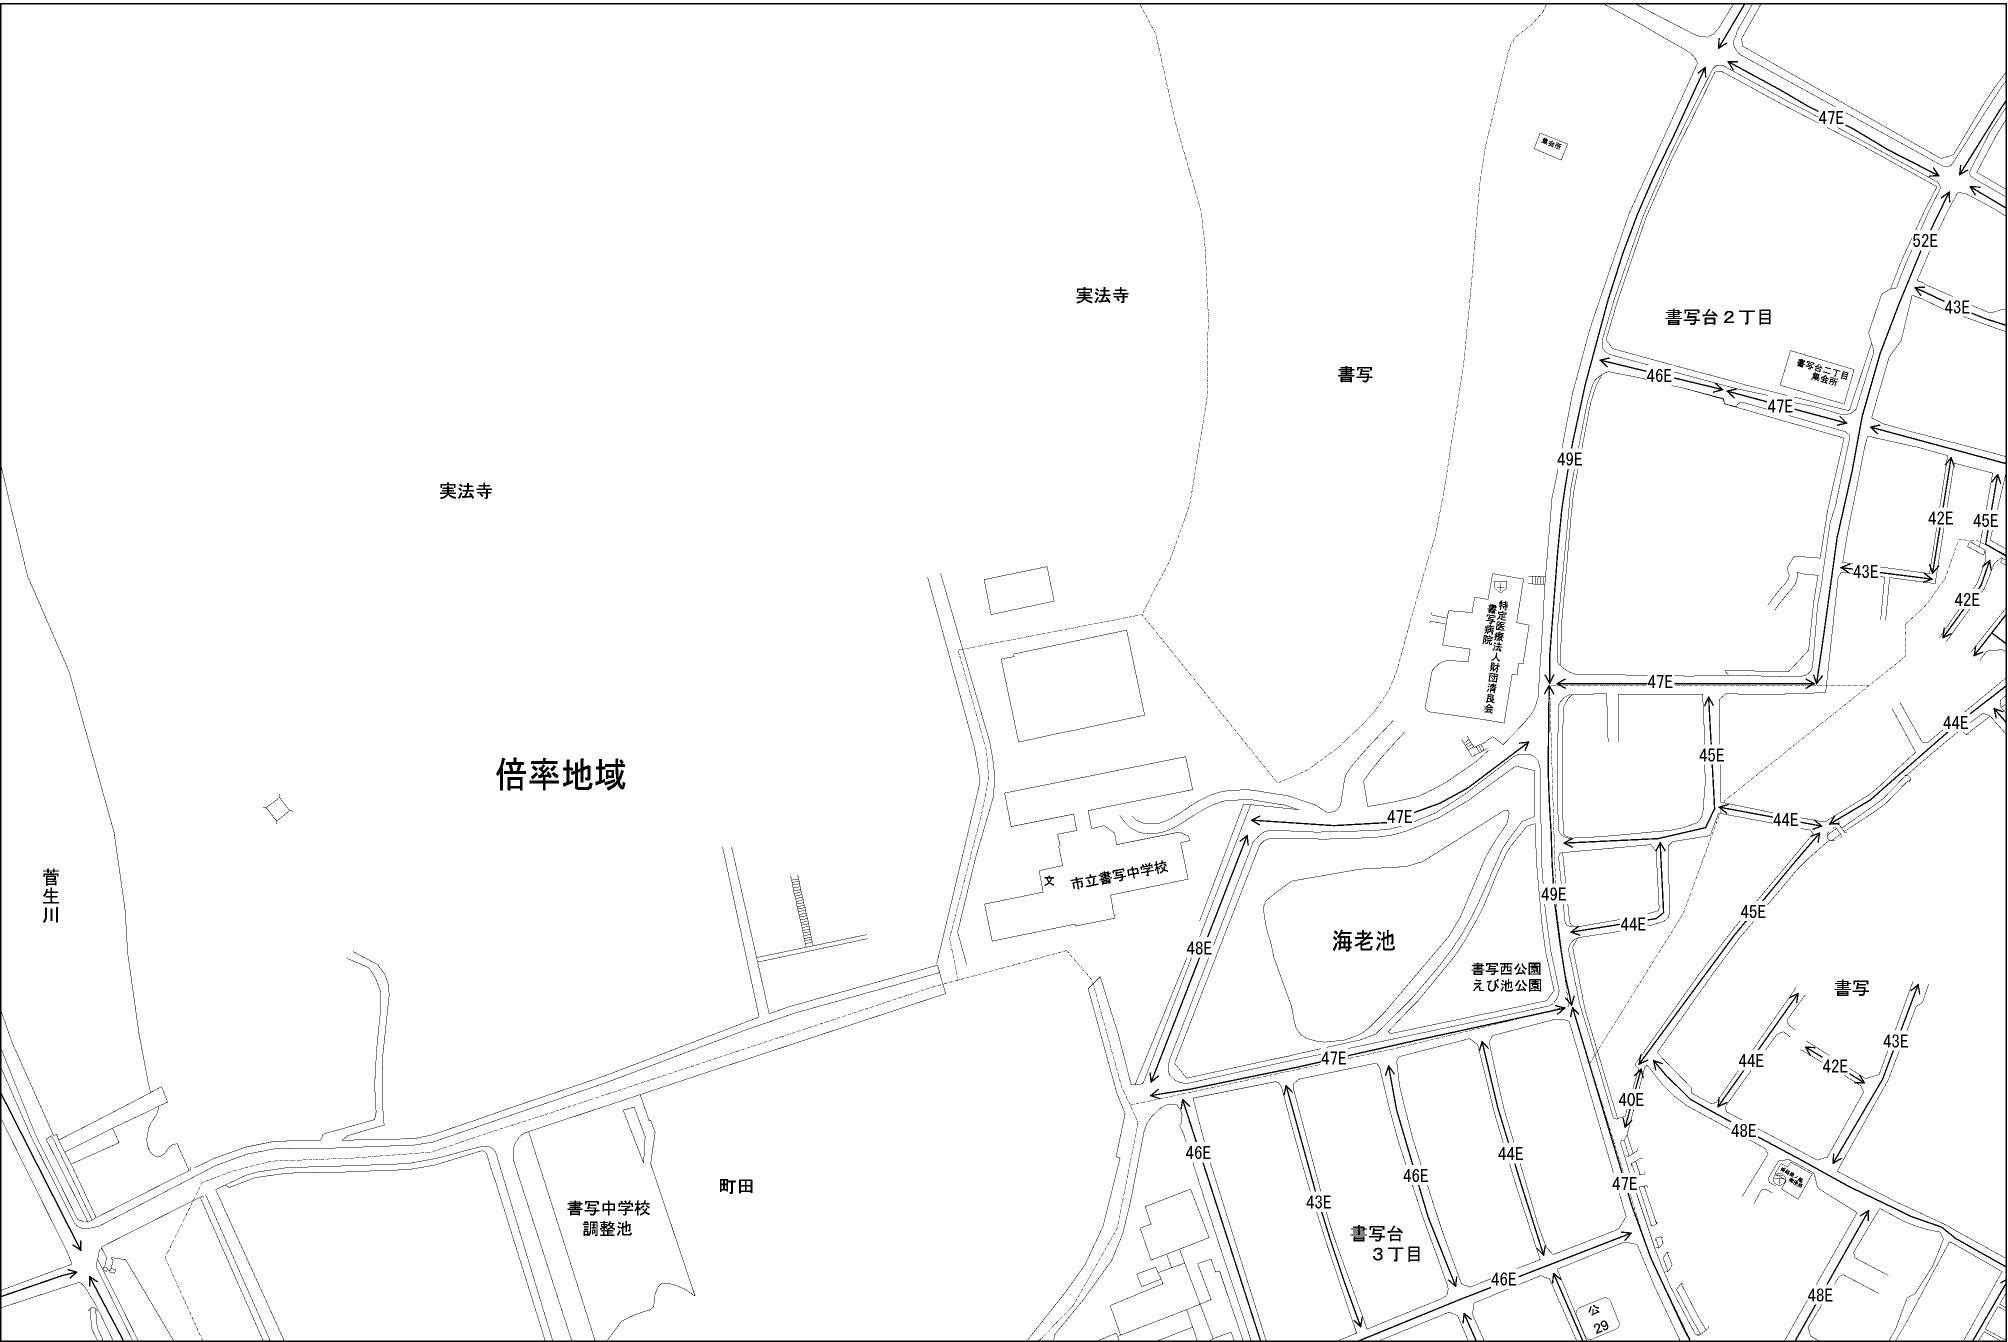 47E
集会所
52E
実法寺
43E
書写台２丁目
書写
46E
書写台二丁目
集会所
47E
49E
実法寺
42E
45E
43E
42E
特定医療法人財団清良会
書写病院
47E
44E
45E
倍率地域
47E
44E
菅生川
文
市立書写中学校
49E
45E
44E
海老池
48E
書写西公園
えび池公園
書写
43E
47E
44E
42E
40E
48E
46E
44E
46E
47E
町田
43E
書写中学校
調整池
書写台
３丁目
46E
48E
公
29